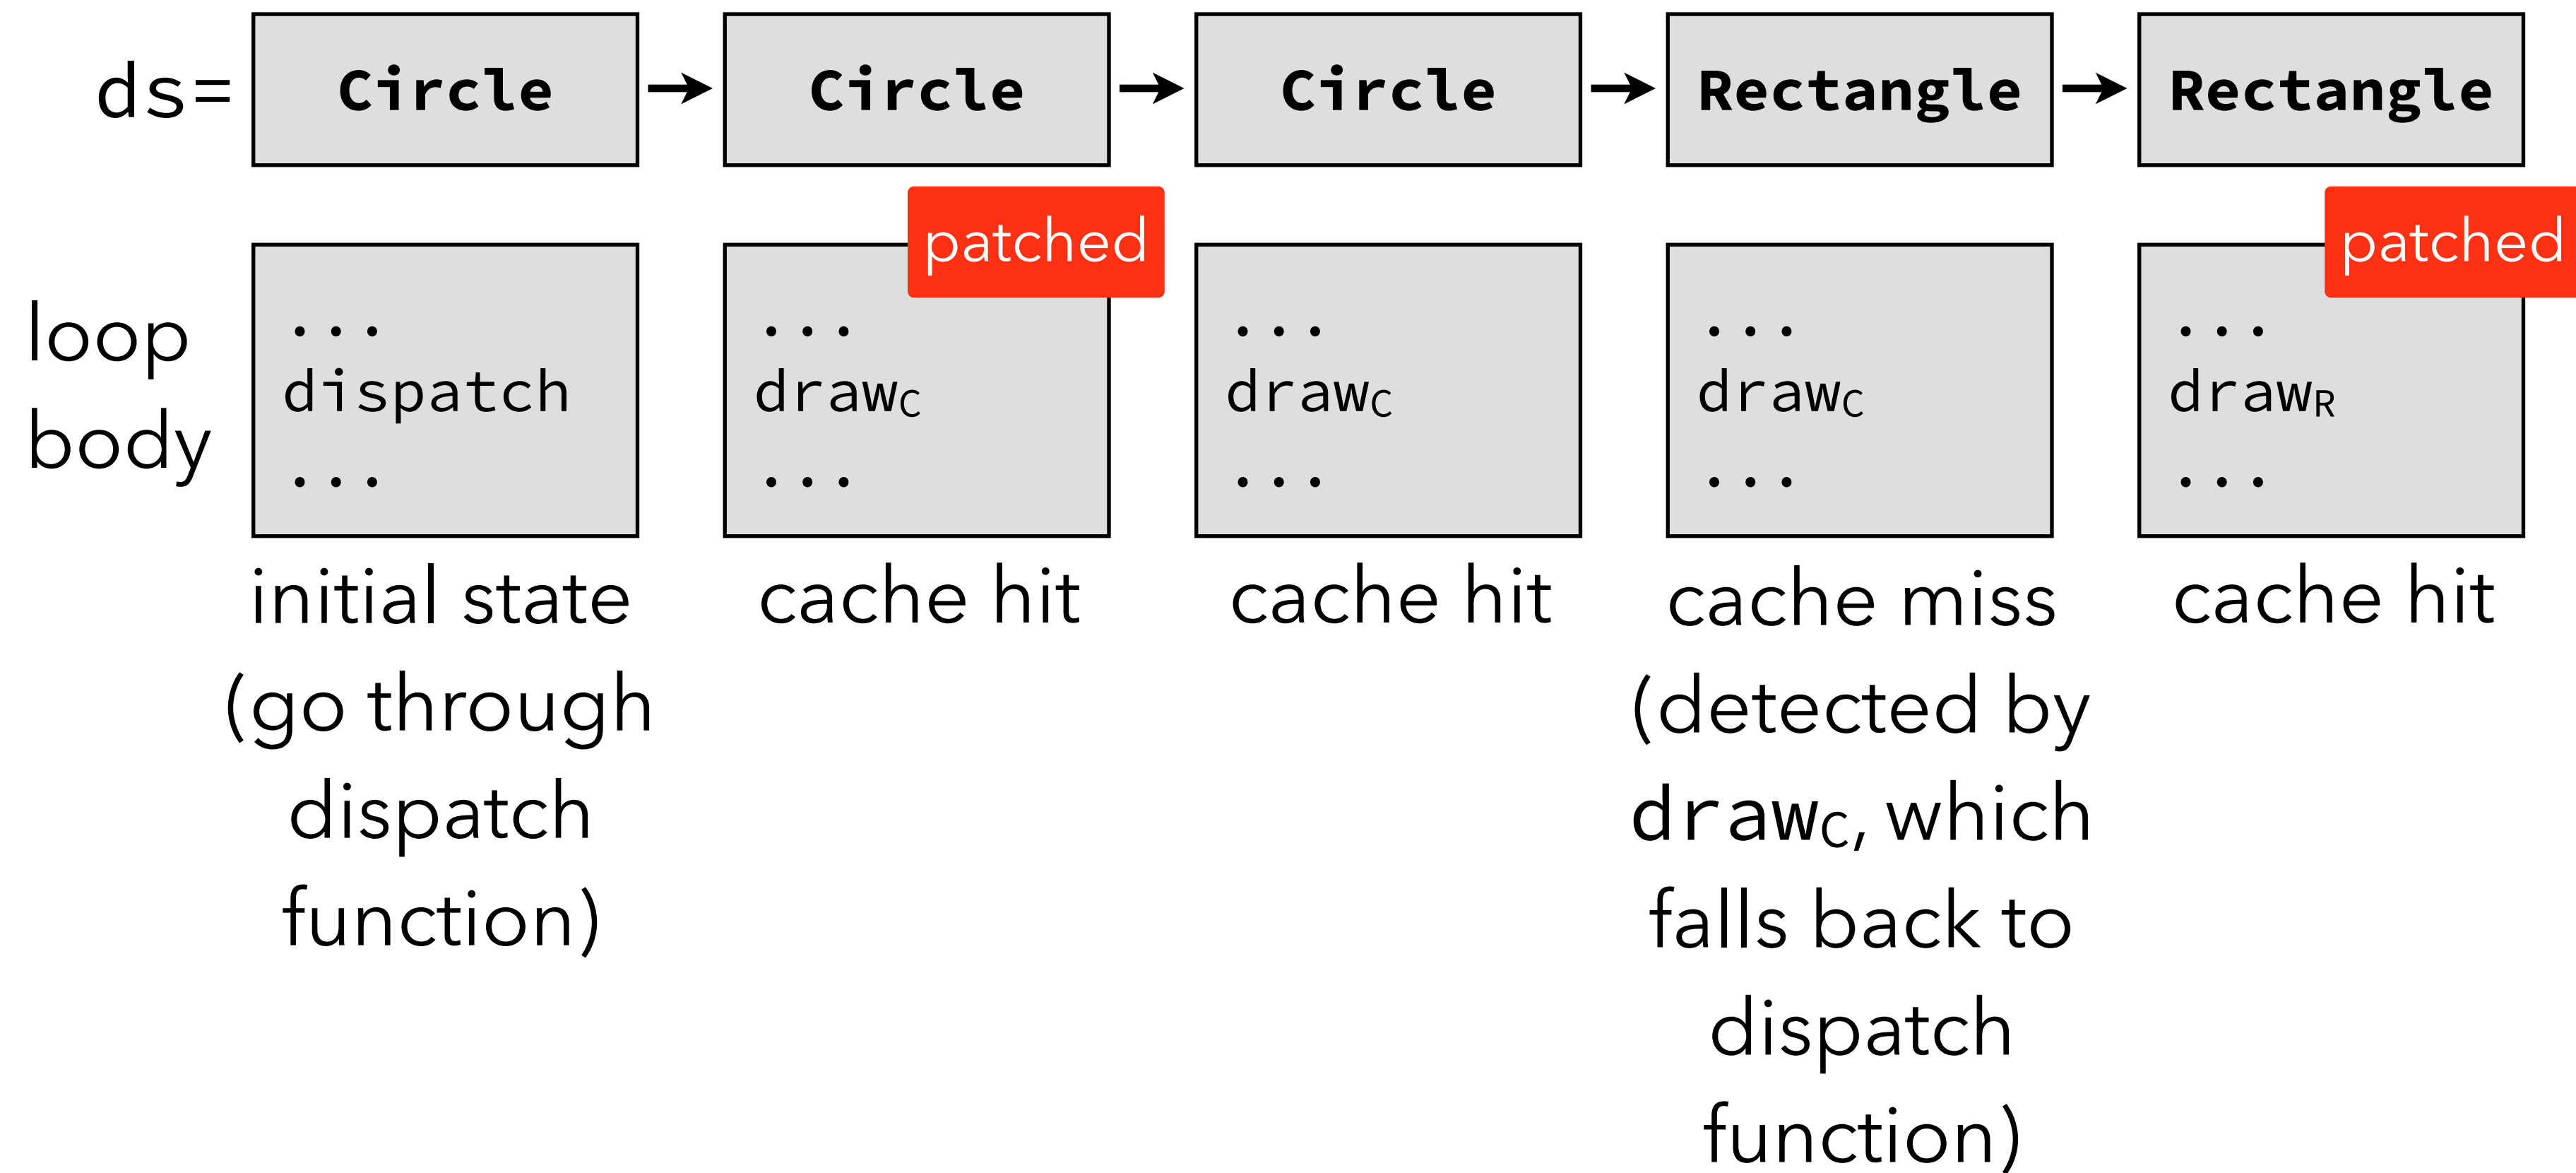 ds= Circle → Circle → Circle → Rectangle → Rectangle
patched patched
loop
body
...
dispatch
...
...
drawC
...
...
drawC
...
...
drawC
...
...
drawR
...
initial state
(go through
dispatch
function)
cache hit
cache hit
cache miss
(detected by
drawC, which
falls back to
dispatch
function)
cache hit